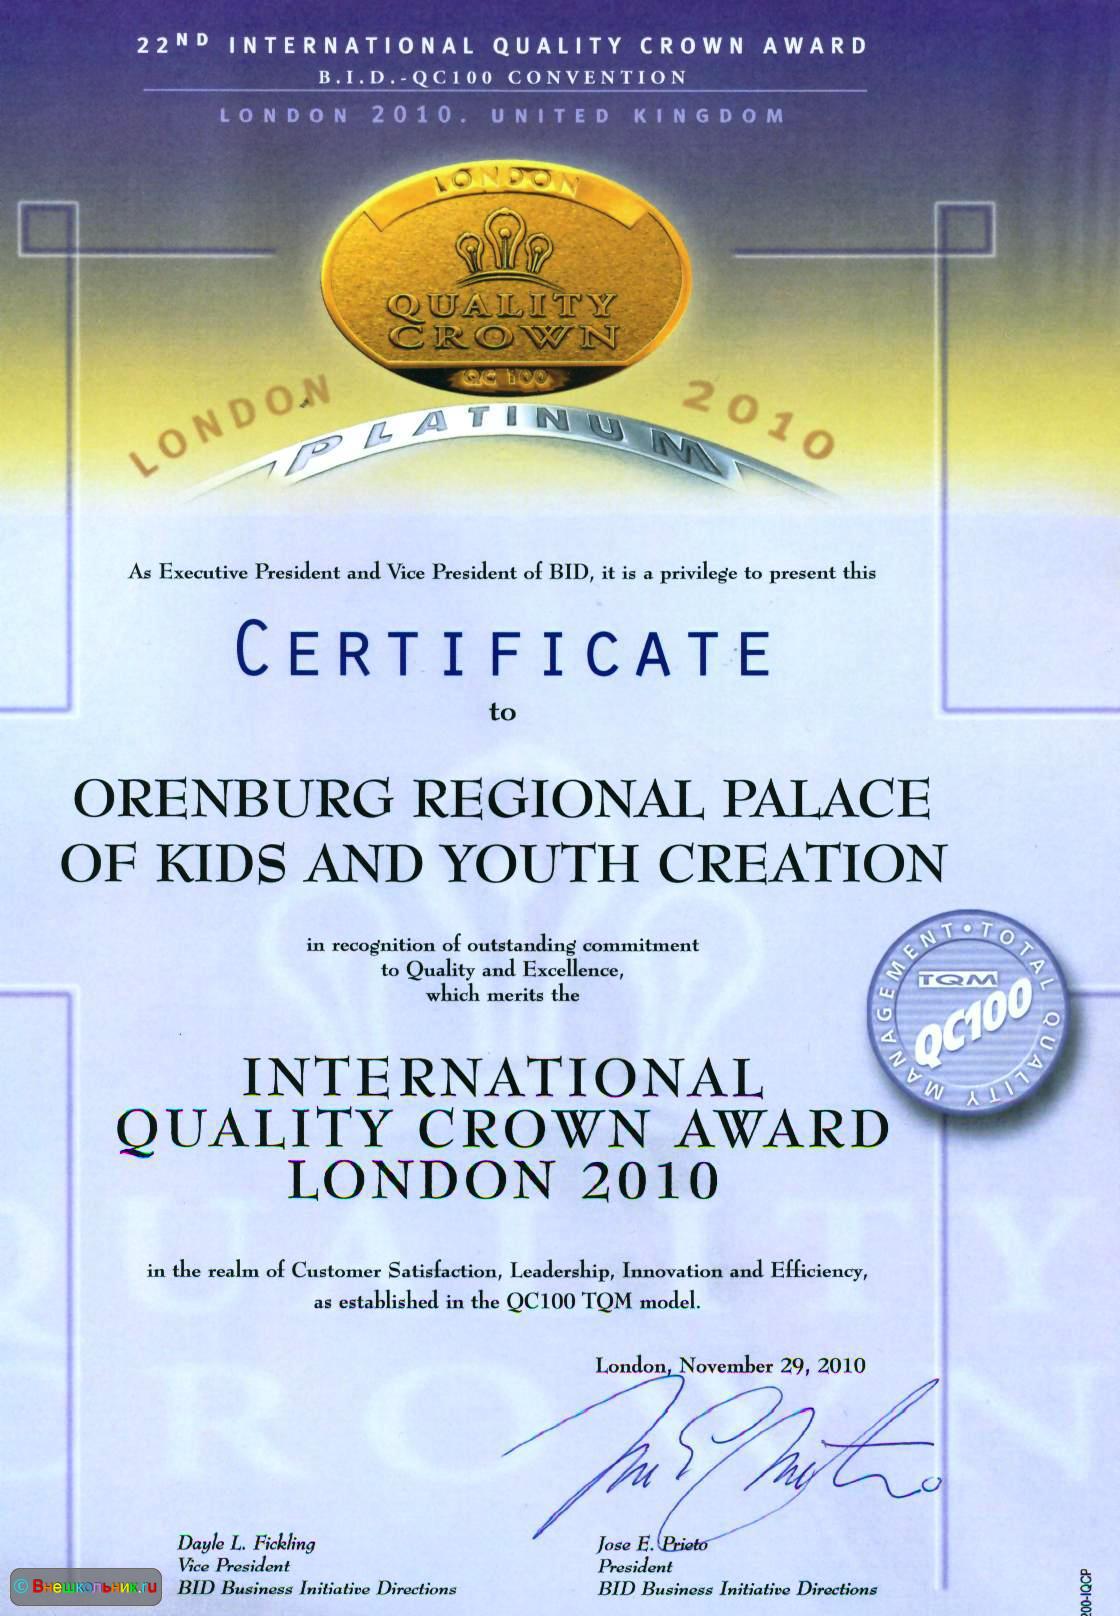 22ND INTERNATIONAL QUALITY CROWN AWARD
B.I.D.-QC100 CONVENTION
LONDON 2010. UNITED KINGDOM
LONDON
QUALITY
CROWN
QC 100
LONDON 2010
PLATINUM
As Executive President and Vice President of BID, it is a privilege to present this
CERTIFICATE
to
ORENBURG REGIONAL PALACE
OF KIDS AND YOUTH CREATION
in recognition of outstanding commitment
to Quality and Excellence,
which merits the
MANAGEMENT • TOTAL QUALITY
TQM
QC100
INTERNATIONAL
QUALITY CROWN AWARD
LONDON 2010
QUALITY
CROWN
in the realm of Customer Satisfaction, Leadership, Innovation and Efficiency,
as established in the QC100 TQM model.
London, November 29, 2010
Dayle L. Fickling
Vice President
BID Business Initiative Directions
Jose E. Prieto
President
BID Business Initiative Directions
© Внешкольник.ru